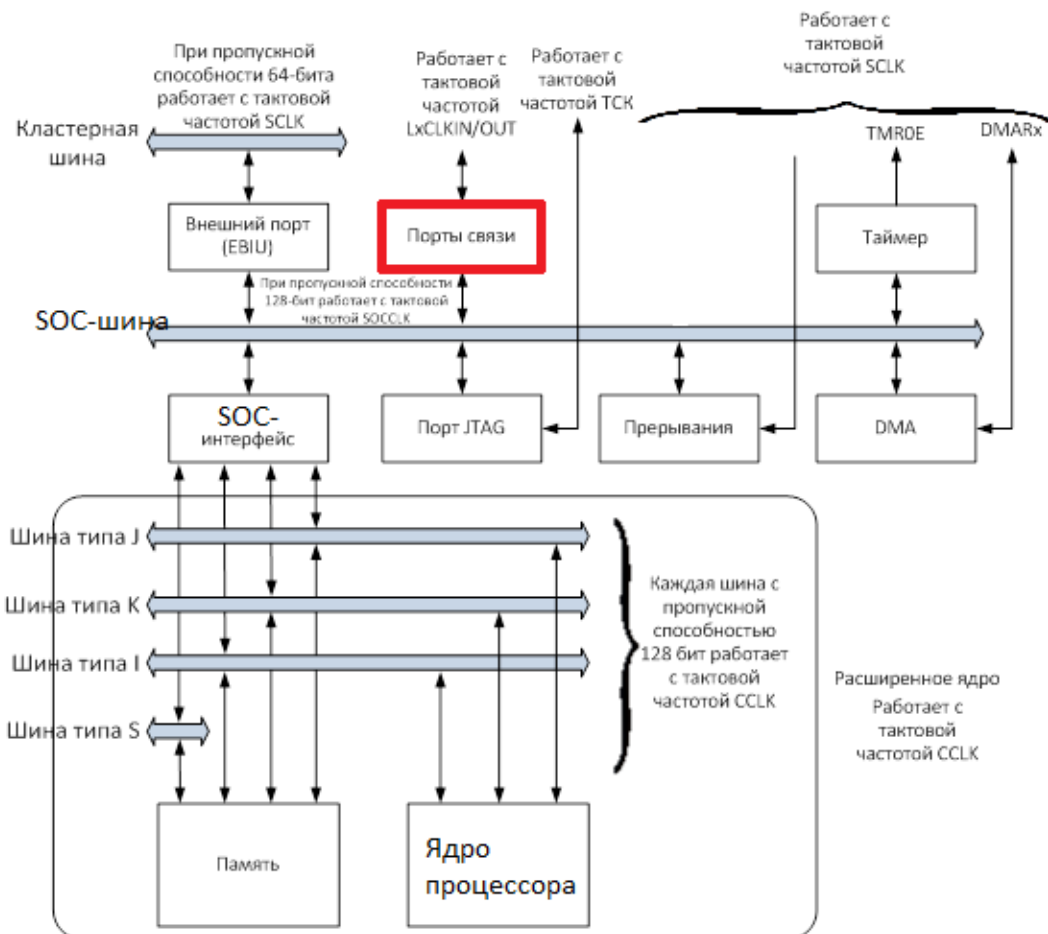 При пропускной
способности 64-бита
работает с тактовой
частотой SCLK
Кластерная
шина
Работает с
тактовой
частотой
LxCLKIN/OUT
Работает с
тактовой
частотой TCK
Работает с
тактовой
частотой SCLK
TMR0E
DMARx
Внешний порт
(EBIU)
Порты связи
Таймер
При пропускной способности
128-бит работает с тактовой
частотой SOCCLK
SOC-шина
SOC-
интерфейс
Порт JTAG
Прерывания
DMA
Шина типа J
Шина типа K
Шина типа I
Шина типа S
Каждая шина с
пропускной
способностью
128 бит работает
с тактовой
частотой CCLK
Расширенное ядро
Работает с
тактовой
частотой CCLK
Память
Ядро
процессора